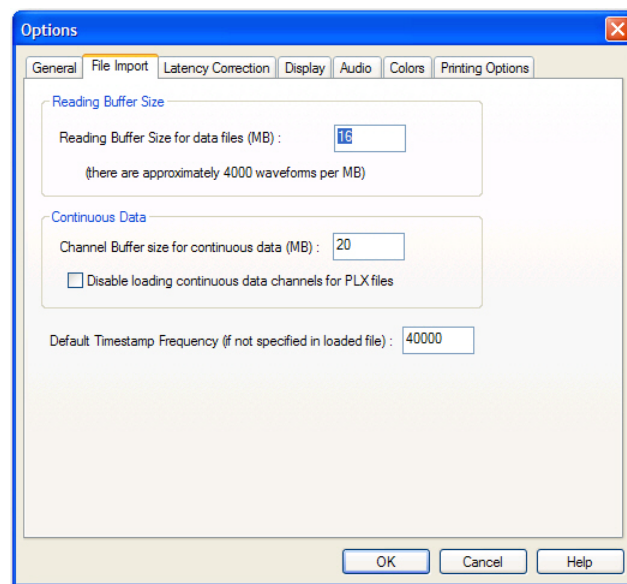 Options
General File Import Latency Correction Display Audio Colors Printing Options
Reading Buffer Size
Reading Buffer Size for data files (MB) : 16
(there are approximately 4000 waveforms per MB)
Continuous Data
Channel Buffer size for continuous data (MB) : 20
Disable loading continuous data channels for PLX files
Default Timestamp Frequency (if not specified in loaded file) : 40000
OK Cancel Help